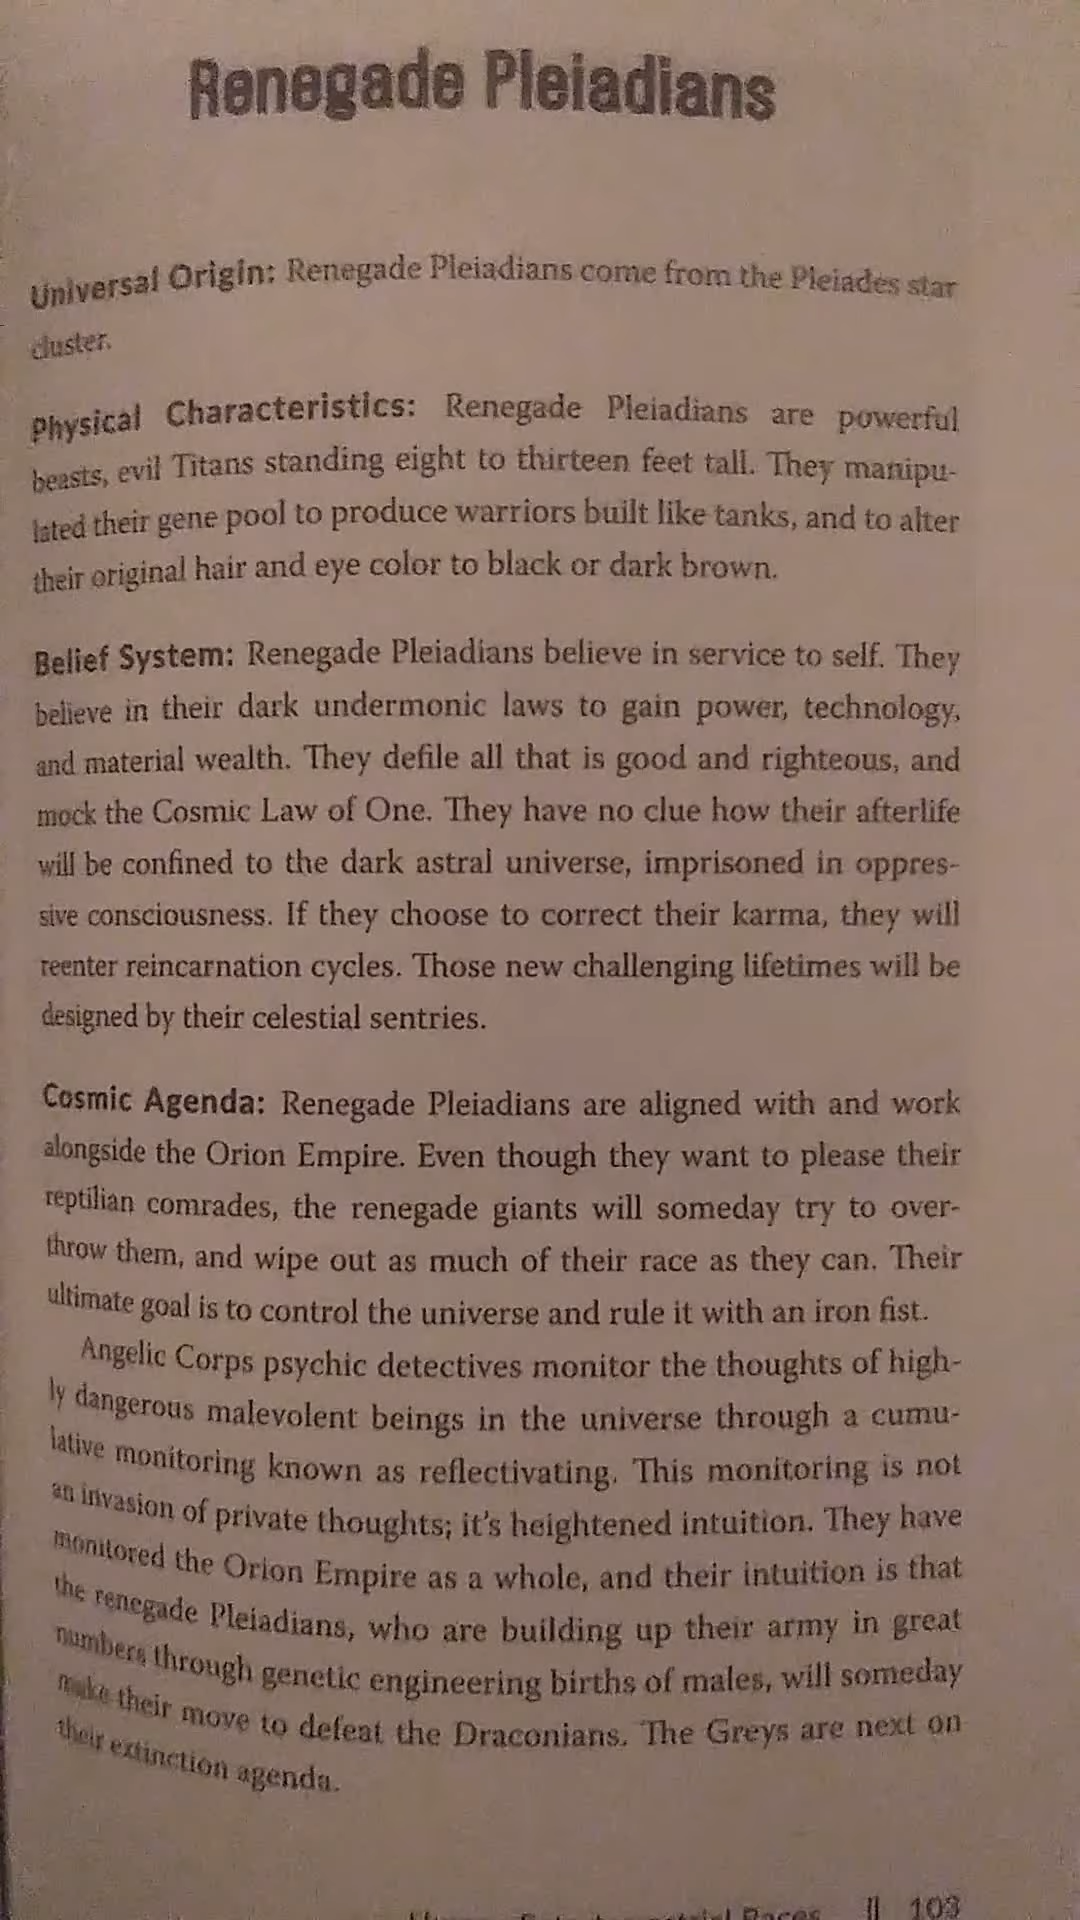 Renegade Pleiadians
Universal Origin: Renegade Pleiadians come from the Pleiades star
cluster.
Physical Characteristics: Renegade Pleiadians are powerful
beasts, evil Titans standing eight to thirteen feet tall. They manipu-
lated their gene pool to produce warriors built like tanks, and to alter
their original hair and eye color to black or dark brown.
Belief System: Renegade Pleiadians believe in service to self. They
believe in their dark undermonic laws to gain power, technology,
and material wealth. They defile all that is good and righteous, and
mock the Cosmic Law of One. They have no clue how their afterlife
will be confined to the dark astral universe, imprisoned in oppres-
sive consciousness. If they choose to correct their karma, they will
reenter reincarnation cycles. Those new challenging lifetimes will be
designed by their celestial sentries.
Cosmic Agenda: Renegade Pleiadians are aligned with and work
alongside the Orion Empire. Even though they want to please their
reptilian comrades, the renegade giants will someday try to over-
throw them, and wipe out as much of their race as they can. Their
ultimate goal is to control the universe and rule it with an iron fist.
Angelic Corps psychic detectives monitor the thoughts of high-
ly dangerous malevolent beings in the universe through a cumu-
lative monitoring known as reflectivating. This monitoring is not
an invasion of private thoughts; it's heightened intuition. They have
monitored the Orion Empire as a whole, and their intuition is that
the renegade Pleiadians, who are building up their army in great
numbers through genetic engineering births of males, will someday
make their move to defeat the Draconians. The Greys are next on
their extinction agenda.
Races || 103